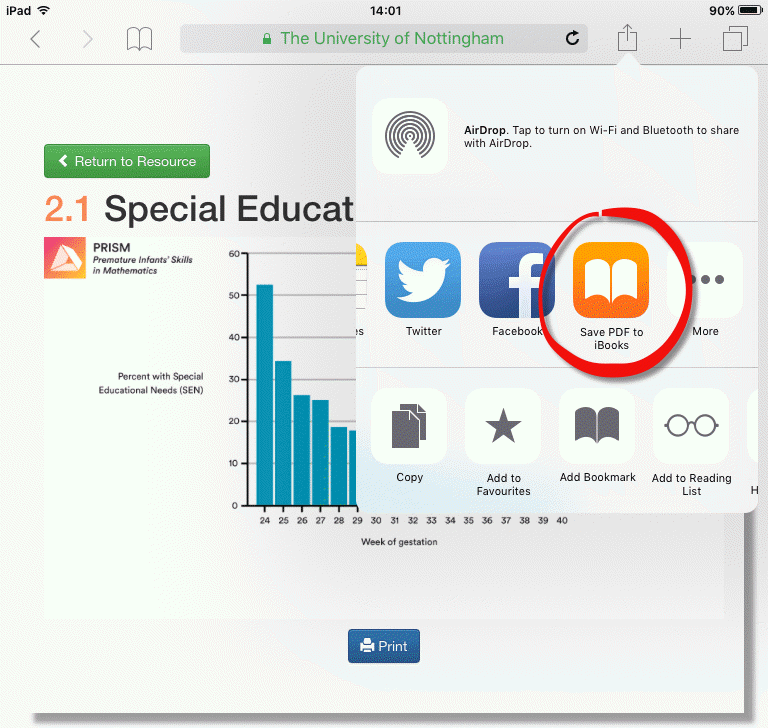 iPad
14:01
90%
The University of Nottingham
AirDrop. Tap to turn on Wi-Fi and Bluetooth to share
with AirDrop.
Return to Resource
2.1 Special Educat
PRISM
Premature Infants' Skills
in Mathematics
es
Twitter
Facebook
Save PDF to
iBooks
More
60
50
40
30
20
10
0
Percent with Special
Educational Needs (SEN)
Copy
Add to
Favourites
Add Bookmark
Add to Reading
List
H
24 25 26 27 28 29 30 31 32 33 34 35 36 37 38 39 40
Week of gestation
Print